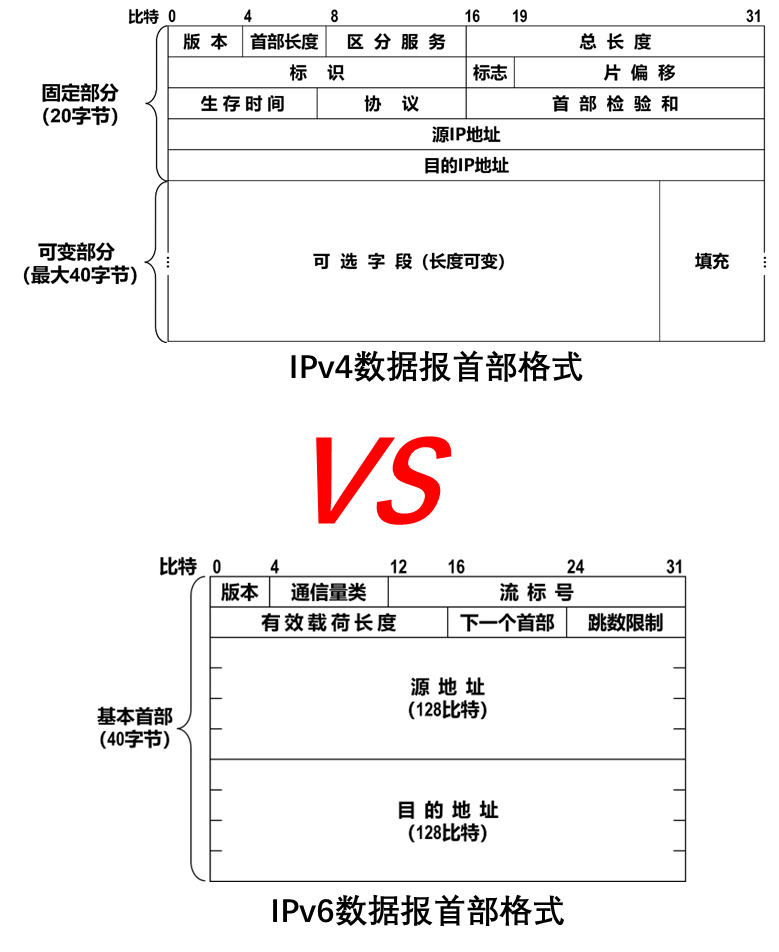 比特 0 4 8 16 19 31
版 本 首部长度 区 分 服 务 总 长 度
标 识 标志 片 偏 移
固定部分
(20字节)
生 存 时 间 协 议 首 部 检 验 和
源IP地址
目的IP地址
可变部分
(最大40字节)
可 选 字 段 (长度可变) 填充
IPv4数据报首部格式
VS
比特 0 4 12 16 24 31
版本 通信量类 流 标 号
有 效 载 荷 长 度 下一个首部 跳数限制
源 地 址
(128比特)
基本首部
(40字节)
目 的 地 址
(128比特)
IPv6数据报首部格式